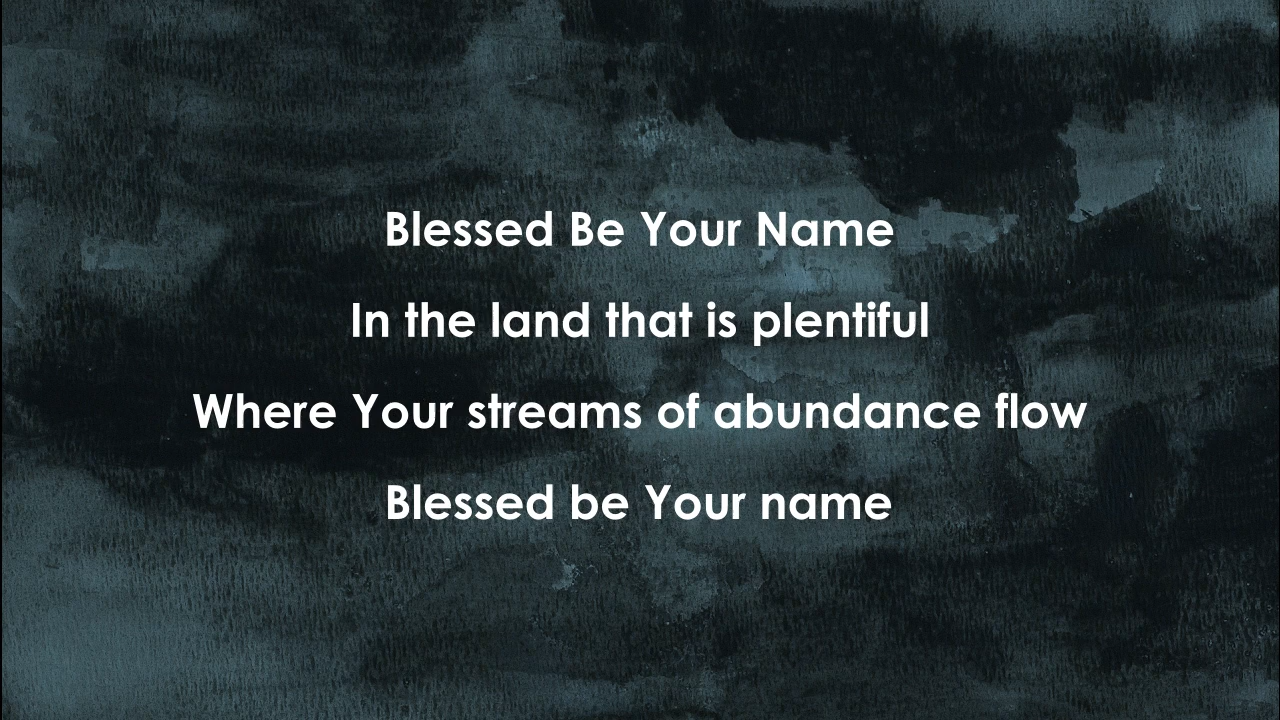 Blessed Be Your Name
In the land that is plentiful
Where Your streams of abundance flow
Blessed be Your name